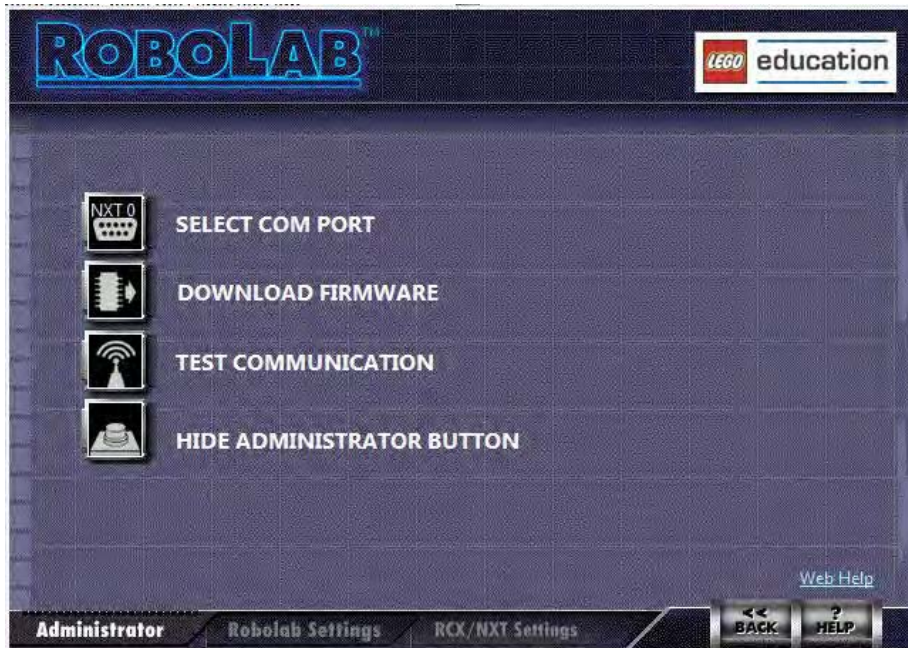 ROBOLAB™
LEGO education
NXT 0
SELECT COM PORT
DOWNLOAD FIRMWARE
TEST COMMUNICATION
HIDE ADMINISTRATOR BUTTON
Web Help
Administrator
Robolab Settings
RCX/NXT Settings
<<
BACK
?
HELP